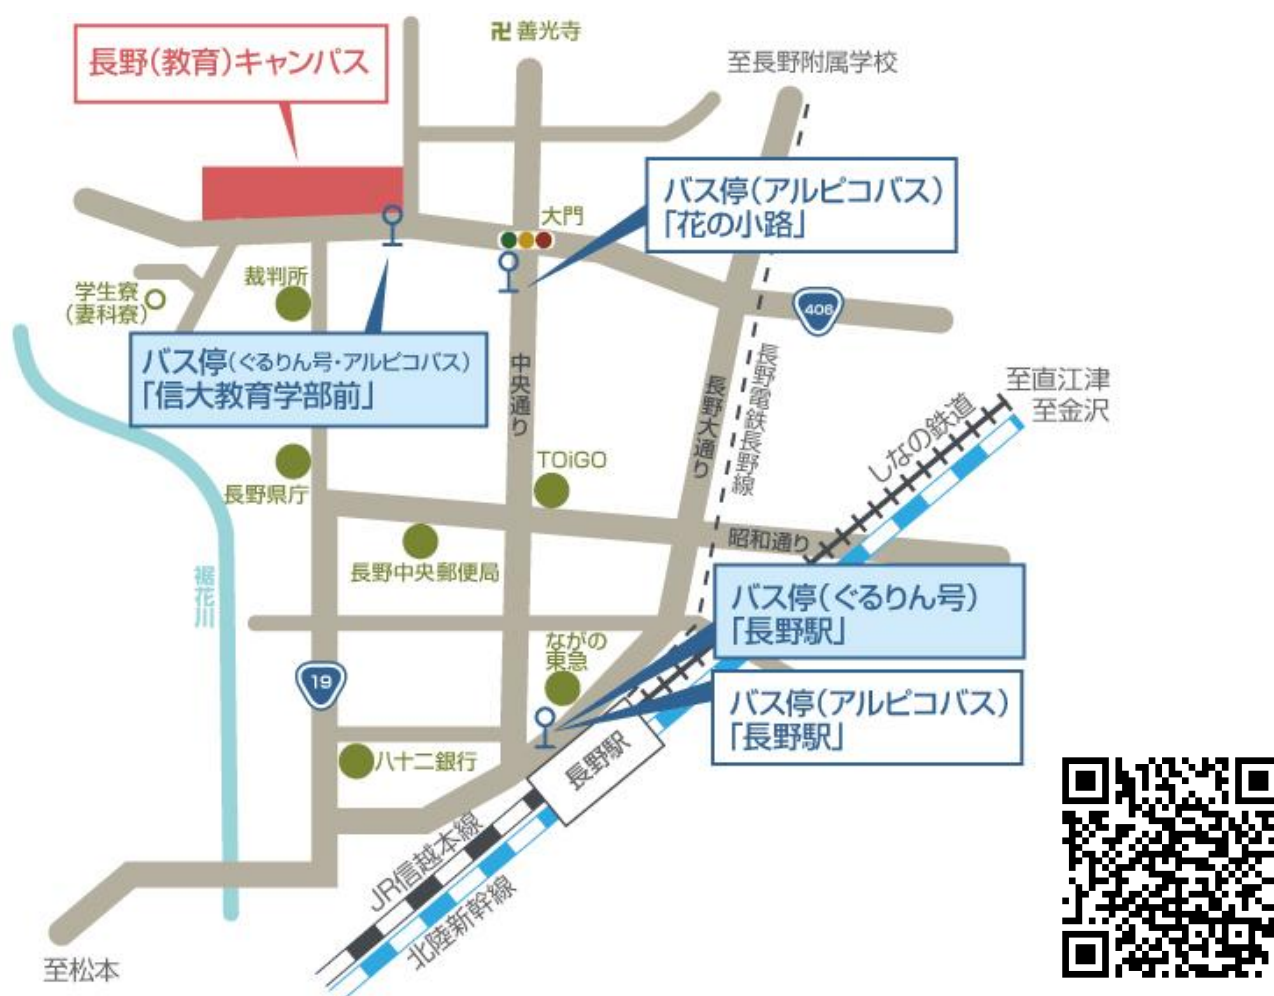 卍善光寺
長野(教育)キャンパス
至長野附属学校
バス停(アルピコバス)
「花の小路」
大門
裁判所
学生寮
(妻科寮)
406
バス停(ぐるりん号・アルピコバス)
「信大教育学部前」
中央通り
長野大通り
長野電鉄長野線
至直江津
至金沢
しなの鉄道
TOiGO
長野県庁
昭和通り
長野中央郵便局
裾花川
バス停(ぐるりん号)
「長野駅」
ながの
東急
19
バス停(アルピコバス)
「長野駅」
長野駅
八十二銀行
JR信越本線
北陸新幹線
至松本